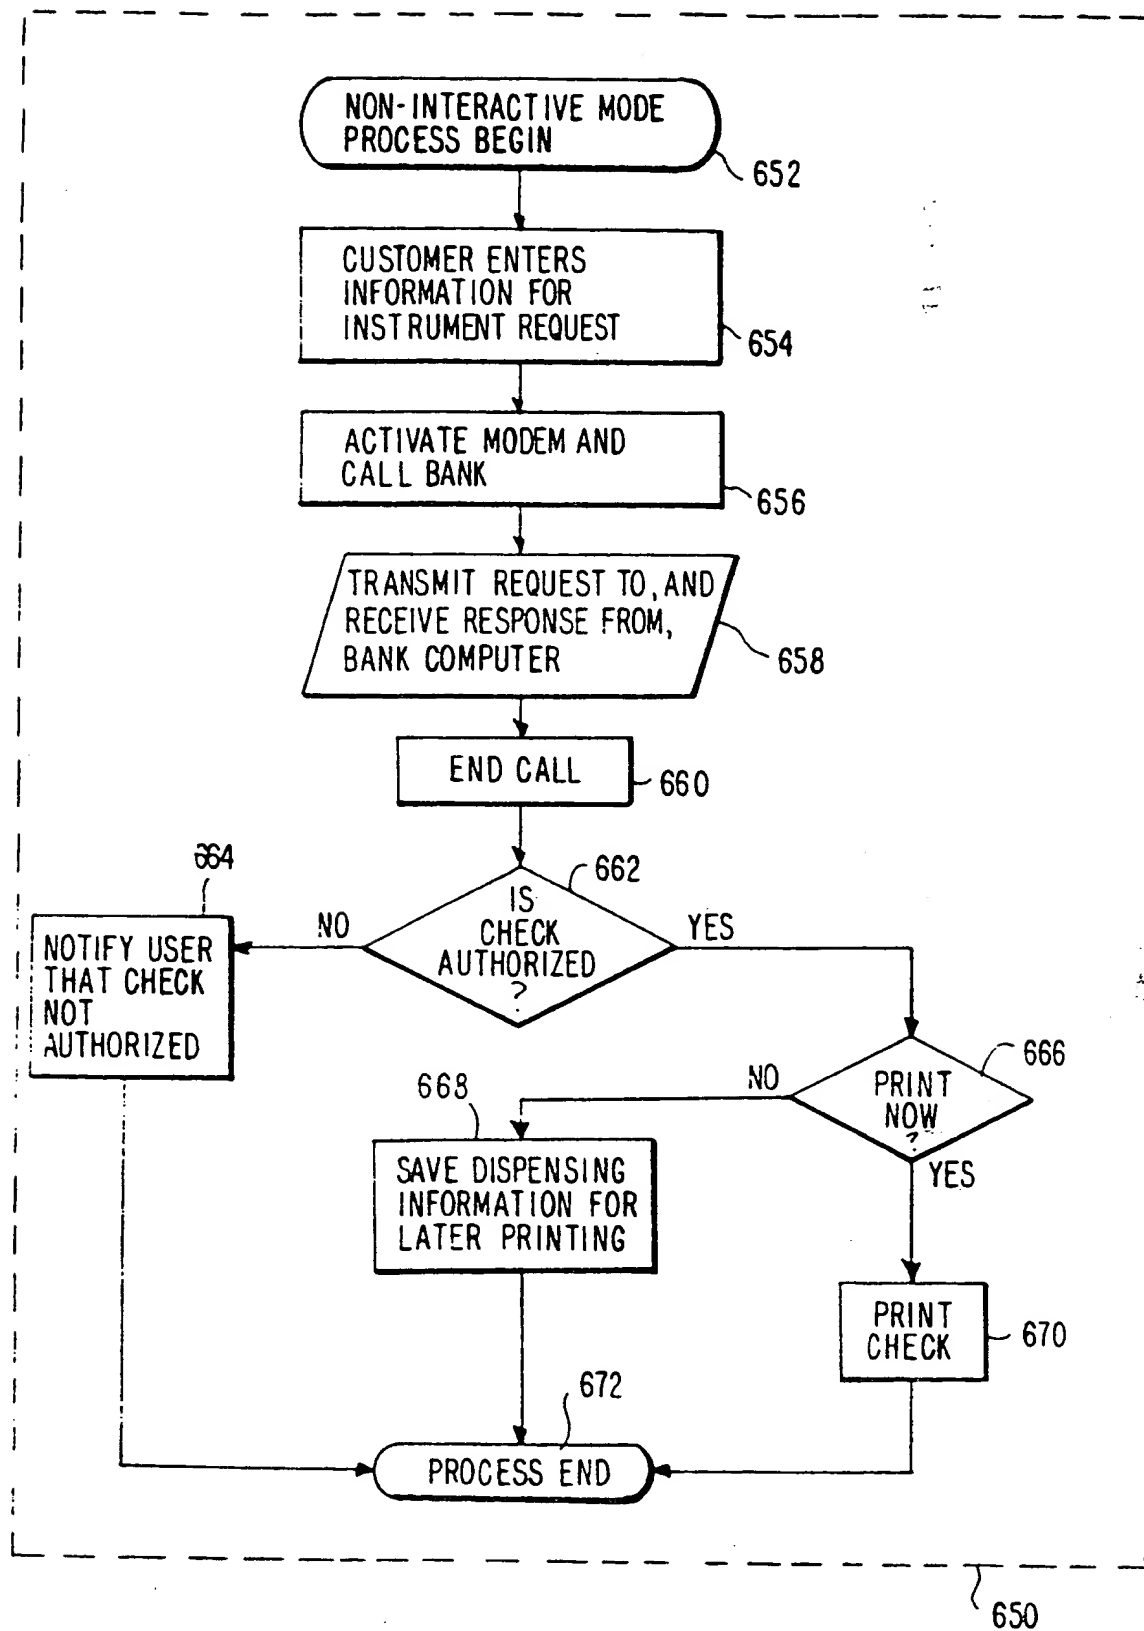 NON-INTERACTIVE MODE
PROCESS BEGIN
652
CUSTOMER ENTERS
INFORMATION FOR
INSTRUMENT REQUEST
654
ACTIVATE MODEM AND
CALL BANK
656
TRANSMIT REQUEST TO, AND
RECEIVE RESPONSE FROM,
BANK COMPUTER
658
END CALL
660
662
IS
CHECK
AUTHORIZED
?
NO
YES
664
NOTIFY USER
THAT CHECK
NOT
AUTHORIZED
666
PRINT
NOW
?
NO
YES
668
SAVE DISPENSING
INFORMATION FOR
LATER PRINTING
PRINT
CHECK
670
672
PROCESS END
650